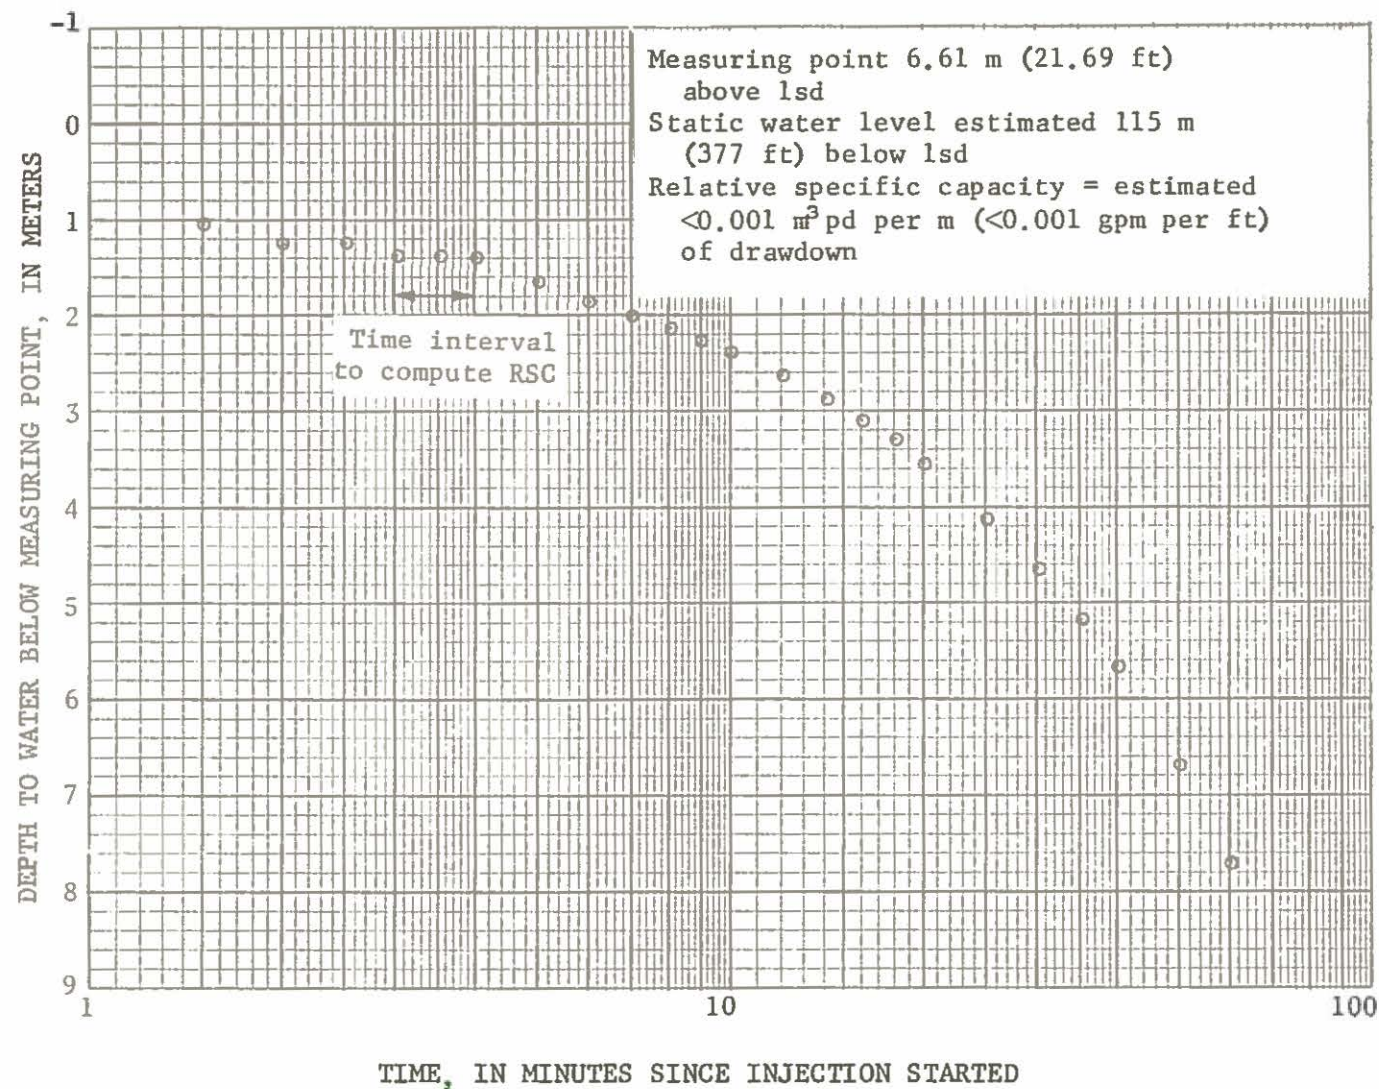 -1
Measuring point 6.61 m (21.69 ft)
above lsd
Static water level estimated 115 m
(377 ft) below lsd
Relative specific capacity = estimated
<0.001 m³pd per m (<0.001 gpm per ft)
of drawdown
0
1
2
3
4
5
6
7
8
9
DEPTH TO WATER BELOW MEASURING POINT, IN METERS
Time interval
to compute RSC
1
10
100
TIME, IN MINUTES SINCE INJECTION STARTED